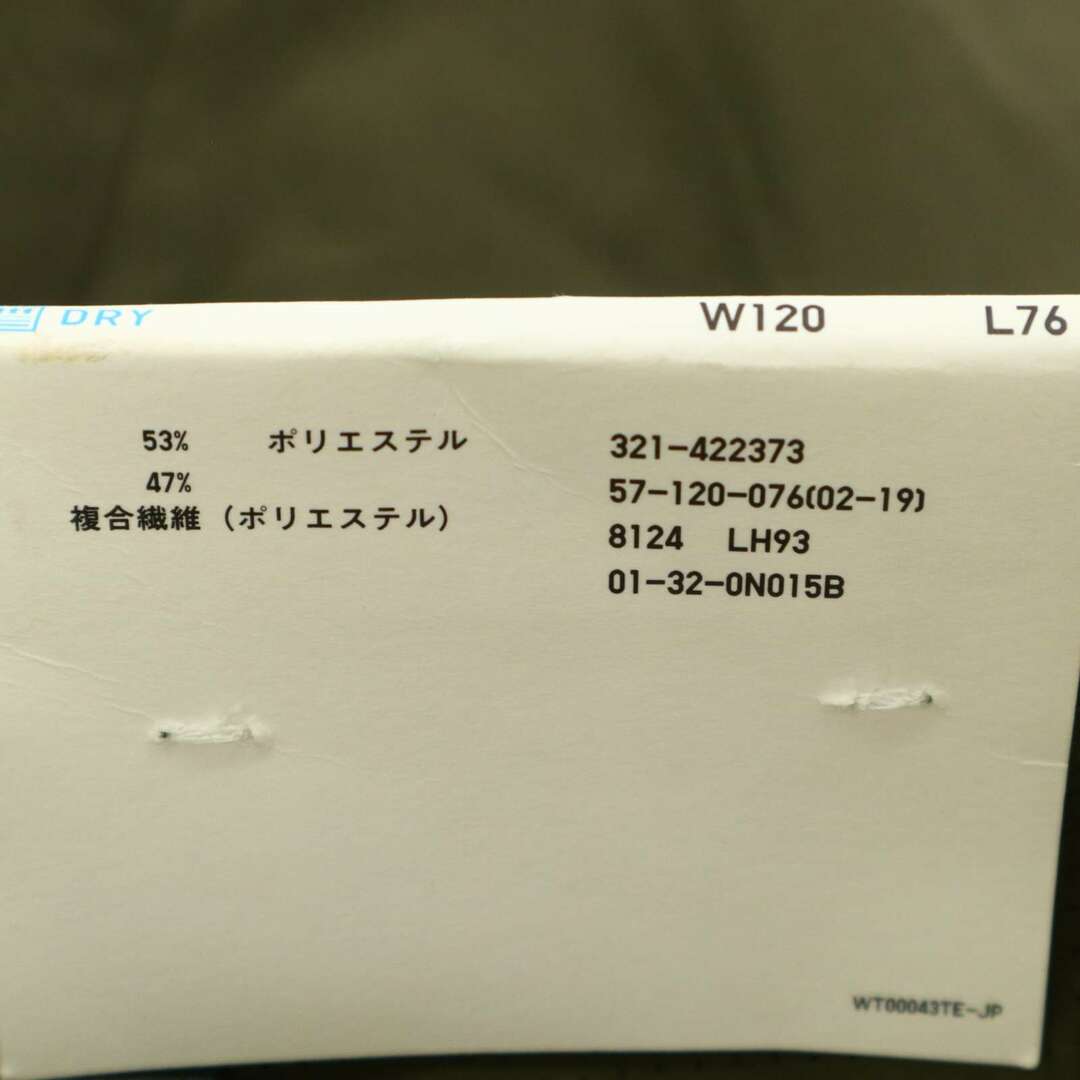 DRY W120 L76
53% ポリエステル
47%
複合繊維（ポリエステル）
321-422373
57-120-076(02-19)
8124 LH93
01-32-0N015B
WT00043TE-JP